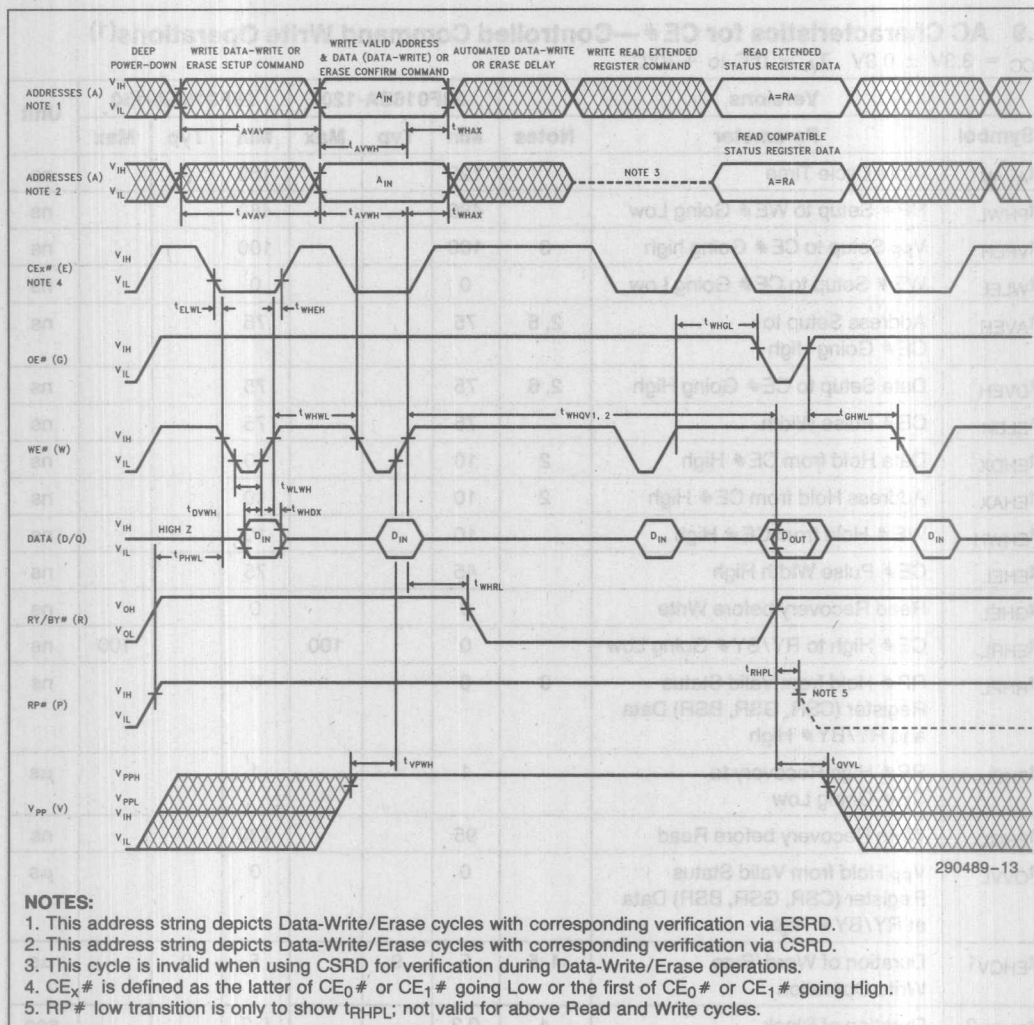 DEEP POWER-DOWN
WRITE DATA-WRITE OR ERASE SETUP COMMAND
WRITE VALID ADDRESS & DATA (DATA-WRITE) OR ERASE CONFIRM COMMAND
AUTOMATED DATA-WRITE OR ERASE DELAY
WRITE READ EXTENDED REGISTER COMMAND
READ EXTENDED STATUS REGISTER DATA
ADDRESSES (A)
NOTE 1
VIH
VIL
AIN
A=RA
tAVAV
tAVWH
tWHAX
READ COMPATIBLE STATUS REGISTER DATA
ADDRESSES (A)
NOTE 2
VIH
VIL
AIN
NOTE 3
A=RA
tAVAV
tAVWH
tWHAX
CEx# (E)
NOTE 4
VIH
VIL
tELWL
tWHEH
tWHGL
OE# (G)
VIH
VIL
tWHWL
tWHQV1, 2
tGHWL
WE# (W)
VIH
VIL
tWLWH
tDVWH
tWHDX
DATA (D/Q)
VIH
VIL
HIGH Z
DIN
DIN
DIN
DOUT
DIN
tPHWL
tWHRL
RY/BY# (R)
VOH
VOL
tRHPL
RP# (P)
VIH
VIL
NOTE 5
tVPWH
tQVVL
VPP (V)
VPPH
VPPL
VIH
VIL
290489–13
NOTES:
1. This address string depicts Data-Write/Erase cycles with corresponding verification via ESRD.
2. This address string depicts Data-Write/Erase cycles with corresponding verification via CSRD.
3. This cycle is invalid when using CSRD for verification during Data-Write/Erase operations.
4. CEX# is defined as the latter of CE0# or CE1# going Low or the first of CE0# or CE1# going High.
5. RP# low transition is only to show tRHPL; not valid for above Read and Write cycles.